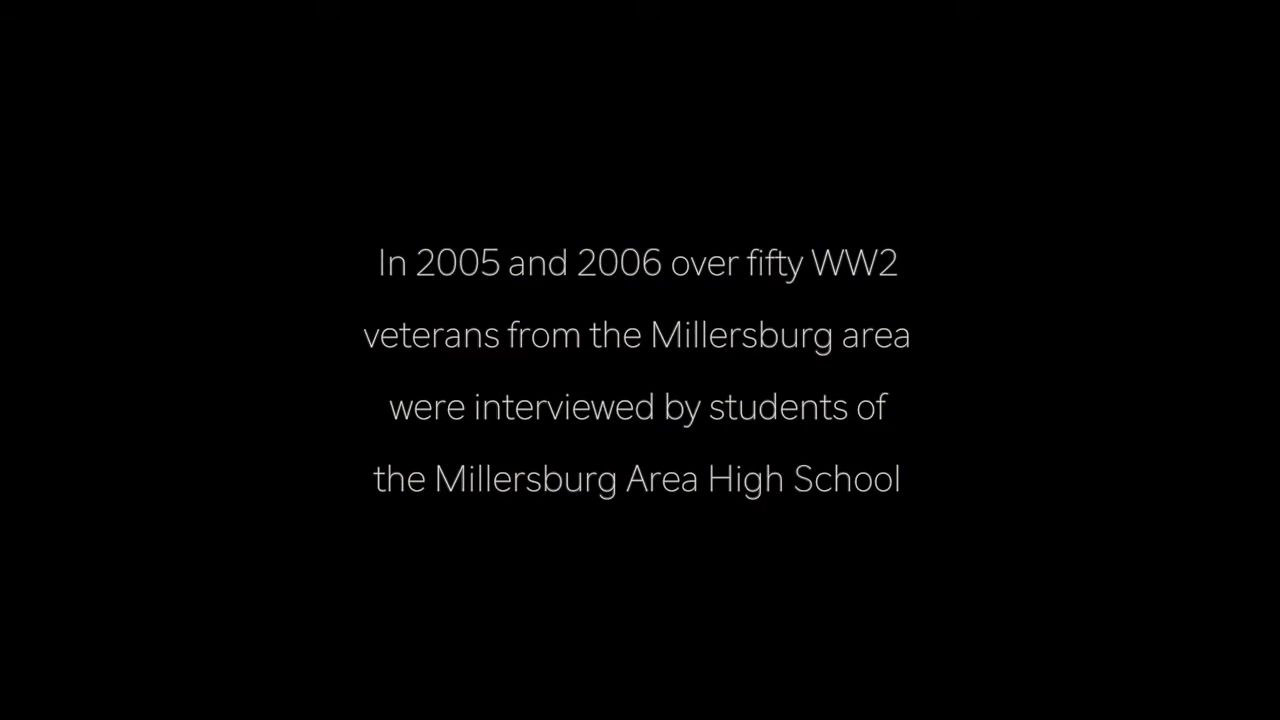 In 2005 and 2006 over fifty WW2
veterans from the Millersburg area
were interviewed by students of
the Millersburg Area High School